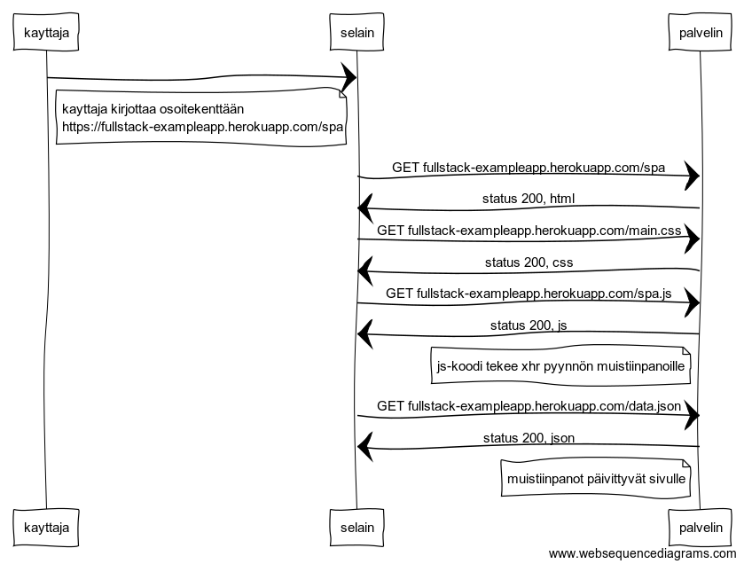 kayttaja
selain
palvelin
kayttaja kirjottaa osoitekenttään
https://fullstack-exampleapp.herokuapp.com/spa
GET fullstack-exampleapp.herokuapp.com/spa
status 200, html
GET fullstack-exampleapp.herokuapp.com/main.css
status 200, css
GET fullstack-exampleapp.herokuapp.com/spa.js
status 200, js
js-koodi tekee xhr pyynnön muistiinpanoille
GET fullstack-exampleapp.herokuapp.com/data.json
status 200, json
muistiinpanot päivittyvät sivulle
kayttaja
selain
palvelin
www.websequencediagrams.com